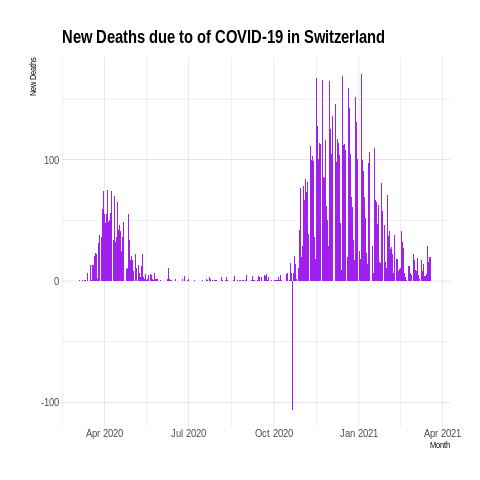 New Deaths due to of COVID-19 in Switzerland
New Deaths
100
0
-100
Apr 2020 Jul 2020 Oct 2020 Jan 2021 Apr 2021
Month